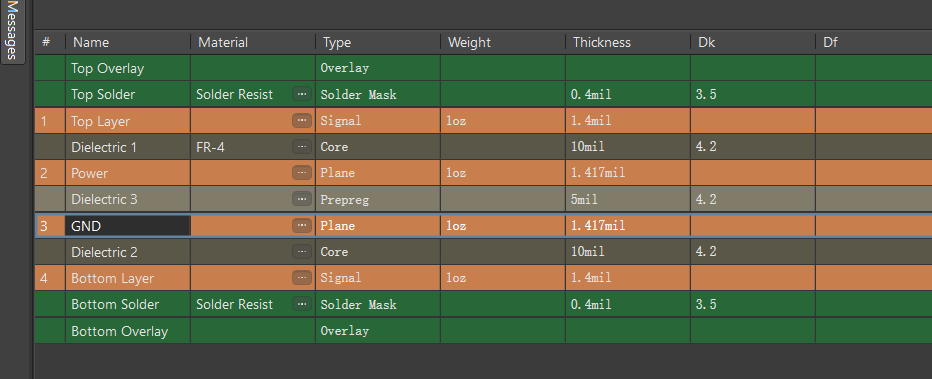 Messages
# Name Material Type Weight Thickness Dk Df
Top Overlay Overlay
Top Solder Solder Resist ... Solder Mask 0.4mil 3.5
1 Top Layer ... Signal 1oz 1.4mil
Dielectric 1 FR-4 ... Core 10mil 4.2
2 Power ... Plane 1oz 1.417mil
Dielectric 3 ... Prepreg 5mil 4.2
3 GND ... Plane 1oz 1.417mil
Dielectric 2 ... Core 10mil 4.2
4 Bottom Layer ... Signal 1oz 1.4mil
Bottom Solder Solder Resist ... Solder Mask 0.4mil 3.5
Bottom Overlay Overlay